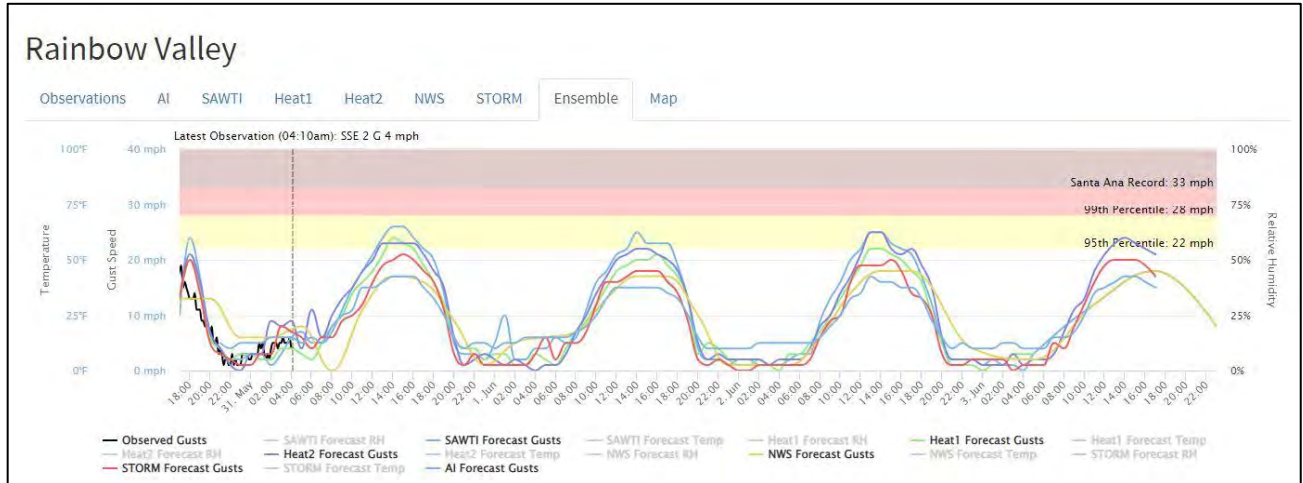 Rainbow Valley
Observations AI SAWTI Heat1 Heat2 NWS STORM Ensemble Map
Latest Observation (04:10am): SSE 2 G 4 mph
100°F 40 mph 100%
Santa Ana Record: 33 mph
75°F 30 mph 99th Percentile: 28 mph 75%
95th Percentile: 22 mph
50°F 20 mph 50%
25°F 10 mph 25%
0°F 0 mph 0%
Temperature
Gust Speed
Relative Humidity
18:00 20:00 22:00 31. May 02:00 04:00 06:00 08:00 10:00 12:00 14:00 16:00 18:00 20:00 22:00 1. Jun 02:00 04:00 06:00 08:00 10:00 12:00 14:00 16:00 18:00 20:00 22:00 2. Jun 02:00 04:00 06:00 08:00 10:00 12:00 14:00 16:00 18:00 20:00 22:00 3. Jun 02:00 04:00 06:00 08:00 10:00 12:00 14:00 16:00 18:00 20:00 22:00
Observed Gusts SAWTI Forecast RH SAWTI Forecast Gusts SAWTI Forecast Temp Heat1 Forecast RH Heat1 Forecast Gusts Heat1 Forecast Temp
Heat2 Forecast RH Heat2 Forecast Gusts Heat2 Forecast Temp NWS Forecast RH NWS Forecast Gusts NWS Forecast Temp STORM Forecast RH
STORM Forecast Gusts STORM Forecast Temp AI Forecast Gusts